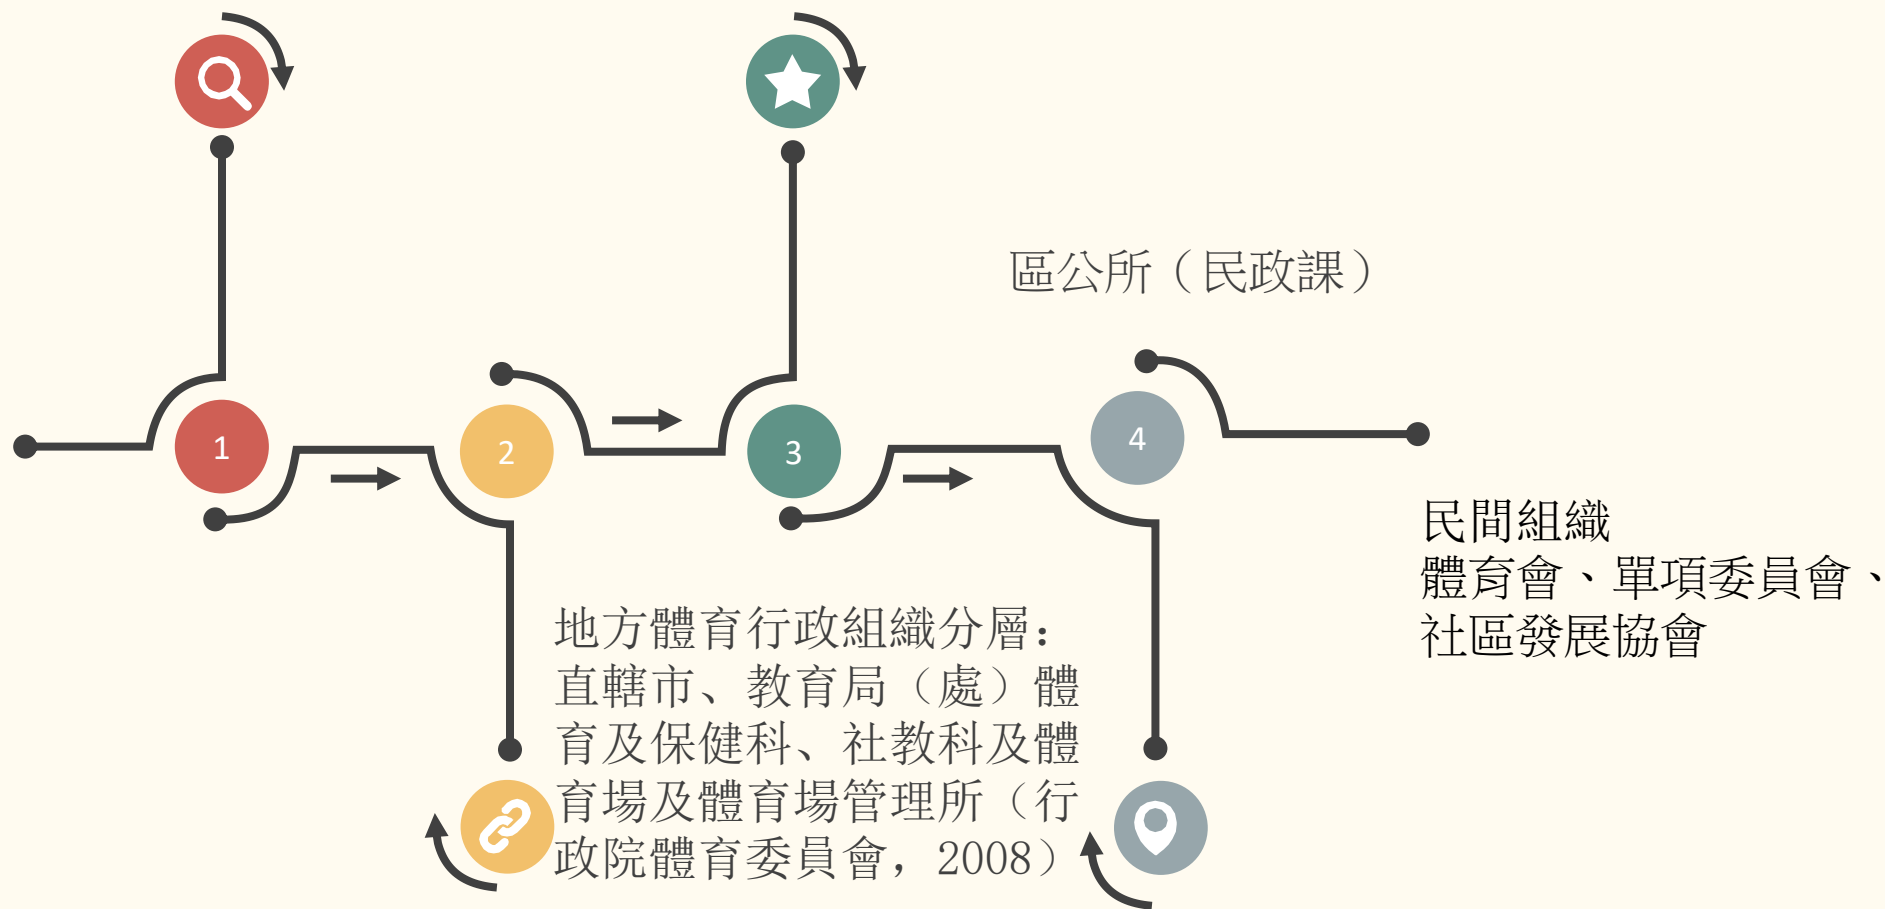 區公所（民政課）
1
2
3
4
民間組織
體育會、單項委員會、
社區發展協會
地方體育行政組織分層：
直轄市、教育局（處）體
育及保健科、社教科及體
育場及體育場管理所（行
政院體育委員會，2008）